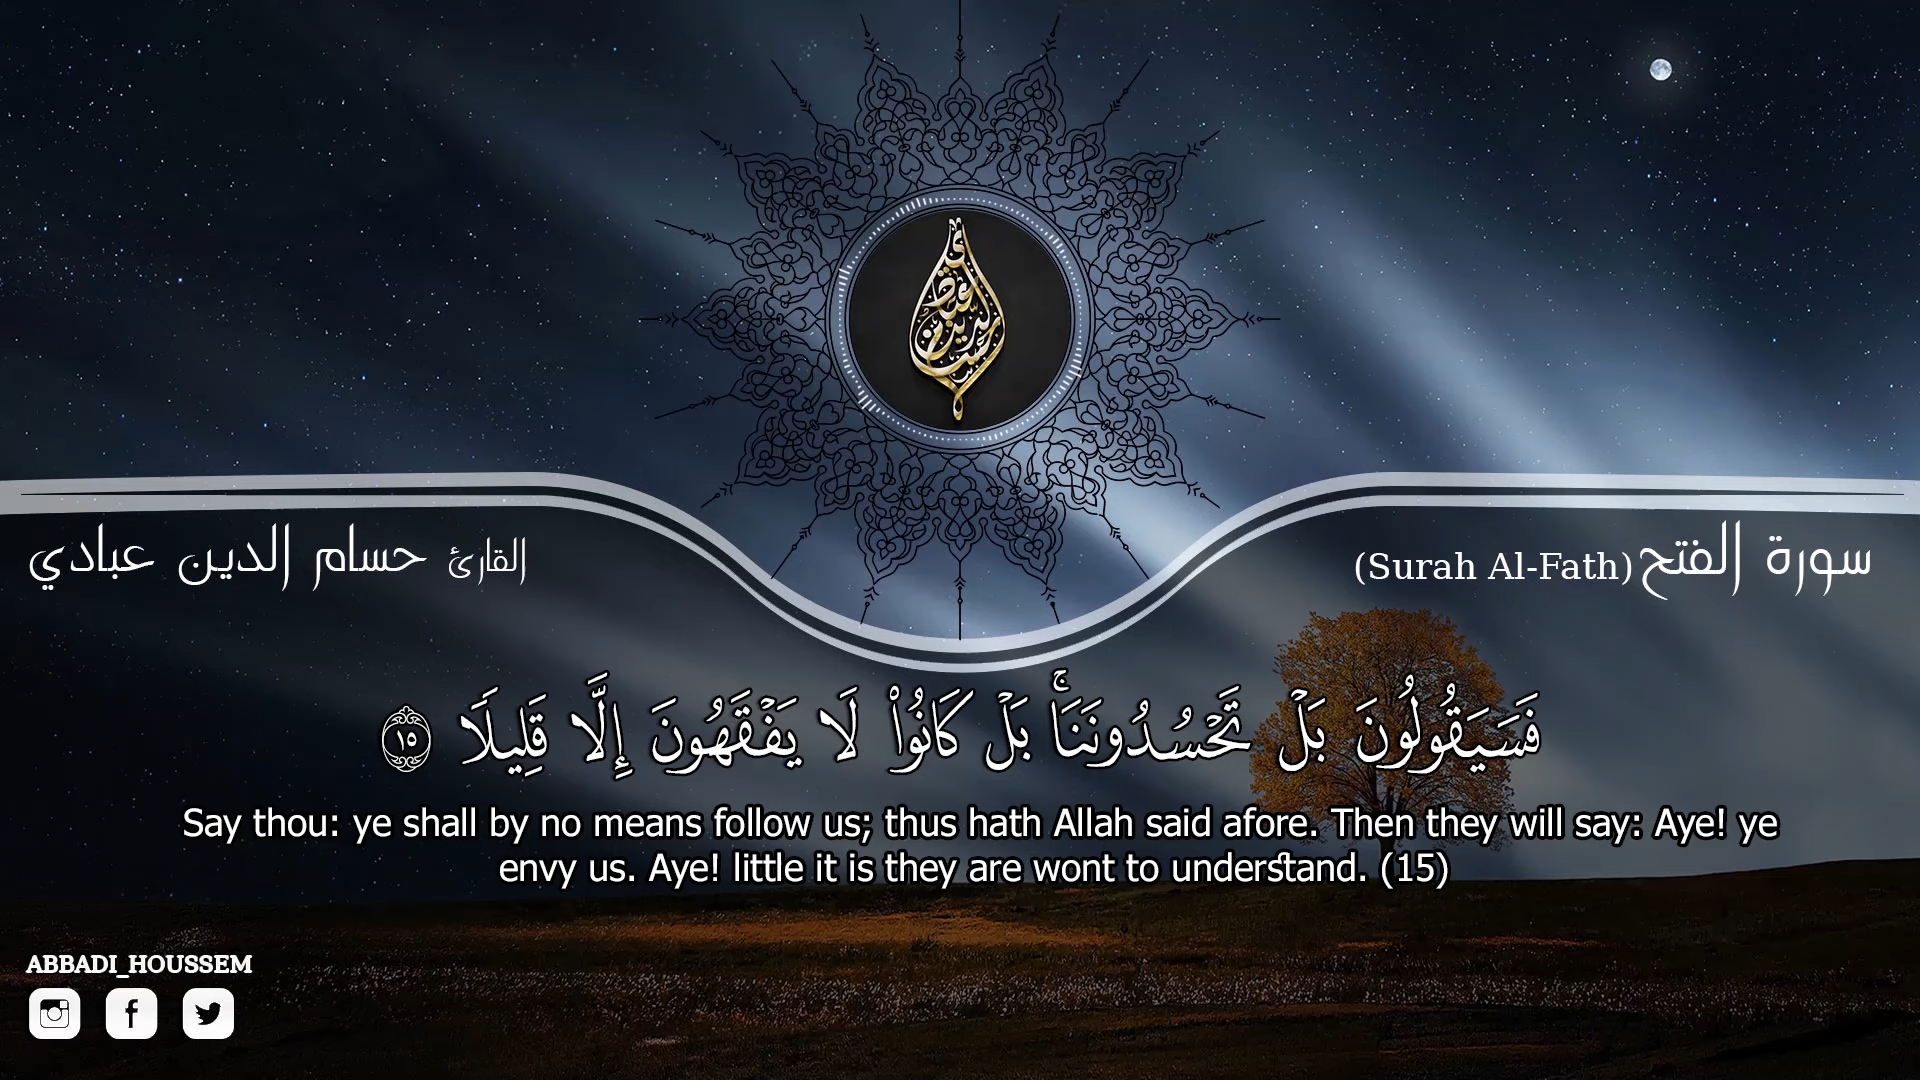 القارئ حسام الدين عبادي
سورة الفتح (Surah Al-Fath)
فَسَيَقُولُونَ بَلْ تَحْسُدُونَنَاۚ بَلْ كَانُوا۟ لَا يَفْقَهُونَ إِلَّا قَلِيلًا ١٥
Say thou: ye shall by no means follow us; thus hath Allah said afore. Then they will say: Aye! ye
envy us. Aye! little it is they are wont to understand. (15)
ABBADI_HOUSSEM